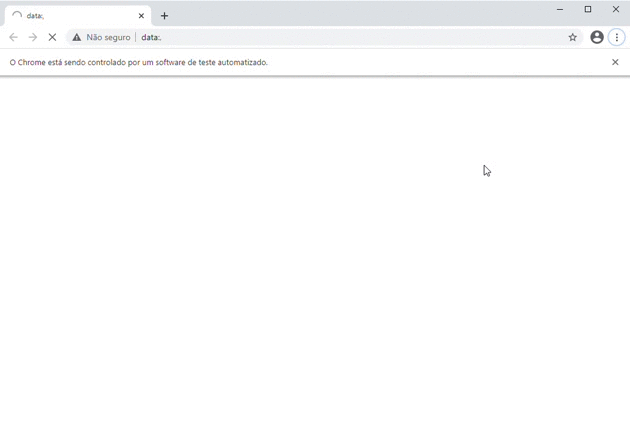 data:,
Não seguro | data:,
O Chrome está sendo controlado por um software de teste automatizado.